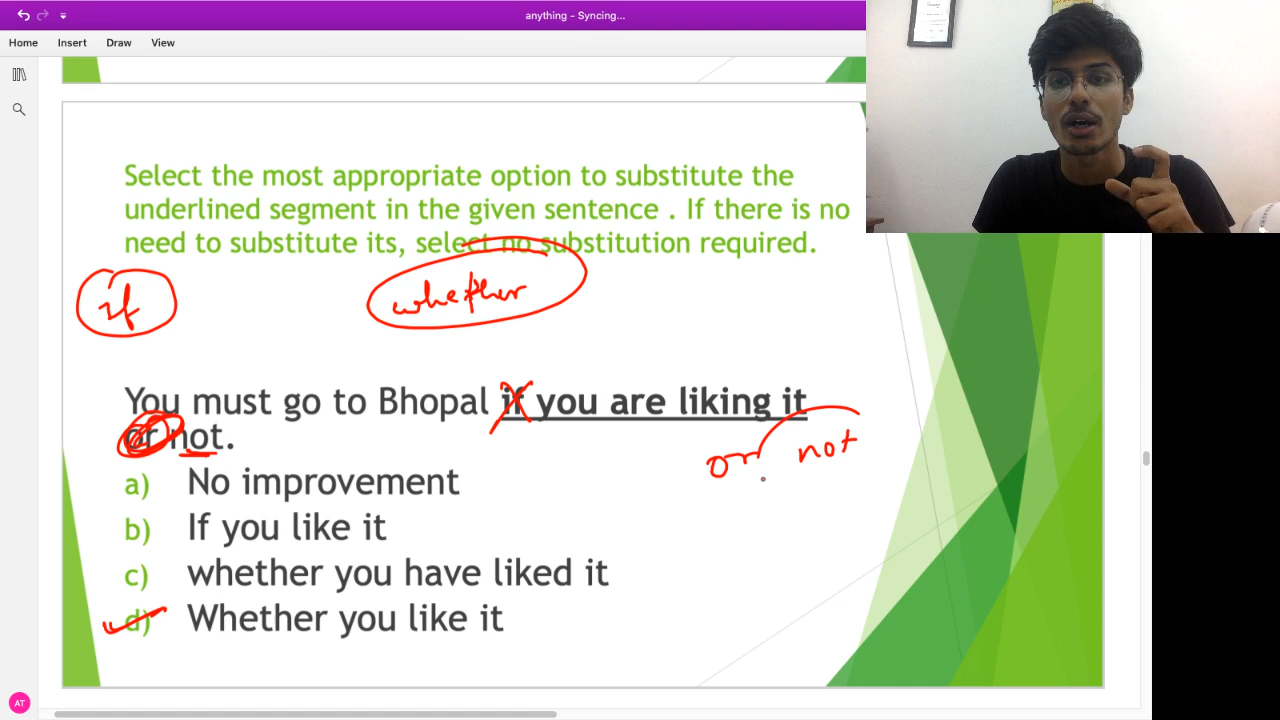 anything - Syncing...
Home Insert Draw View
Select the most appropriate option to substitute the
underlined segment in the given sentence . If there is no
need to substitute its, select no substitution required.
if
whether
You must go to Bhopal if you are liking it
or not.
or not
a) No improvement
b) If you like it
c) whether you have liked it
d) Whether you like it
AT